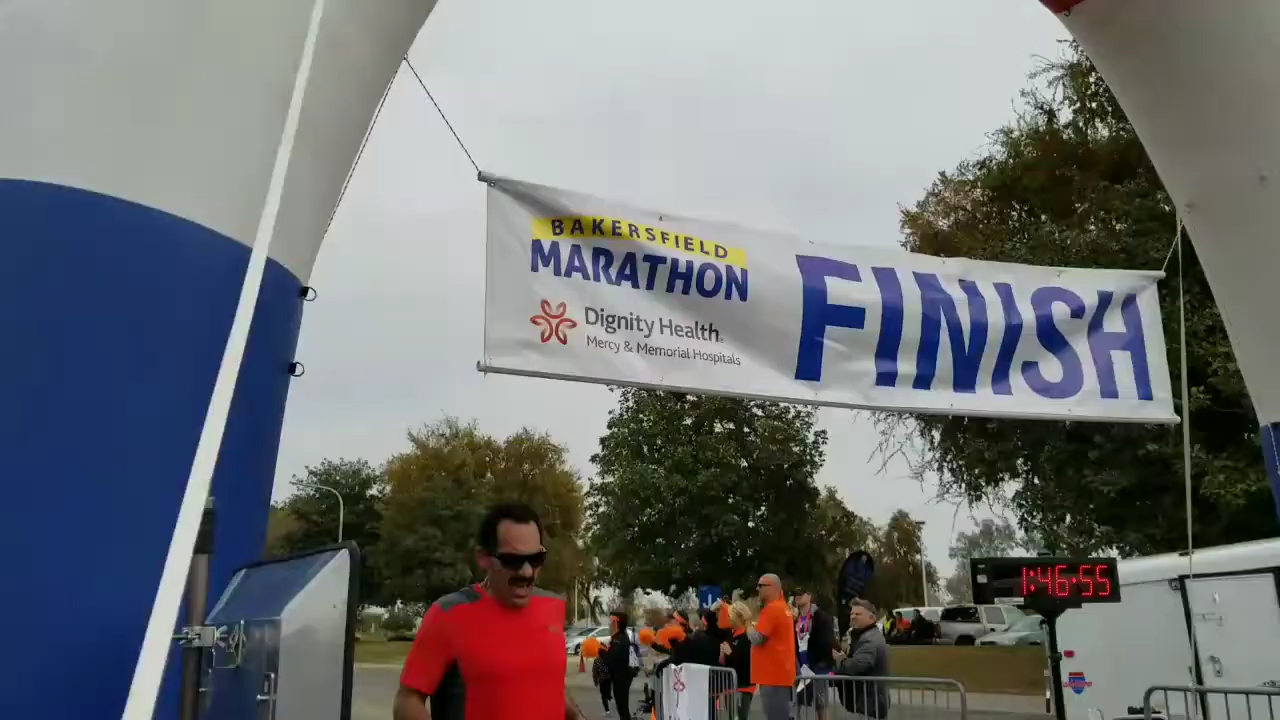 BAKERSFIELD
MARATHON
Dignity Health
Mercy & Memorial Hospitals
FINISH
1:46:55